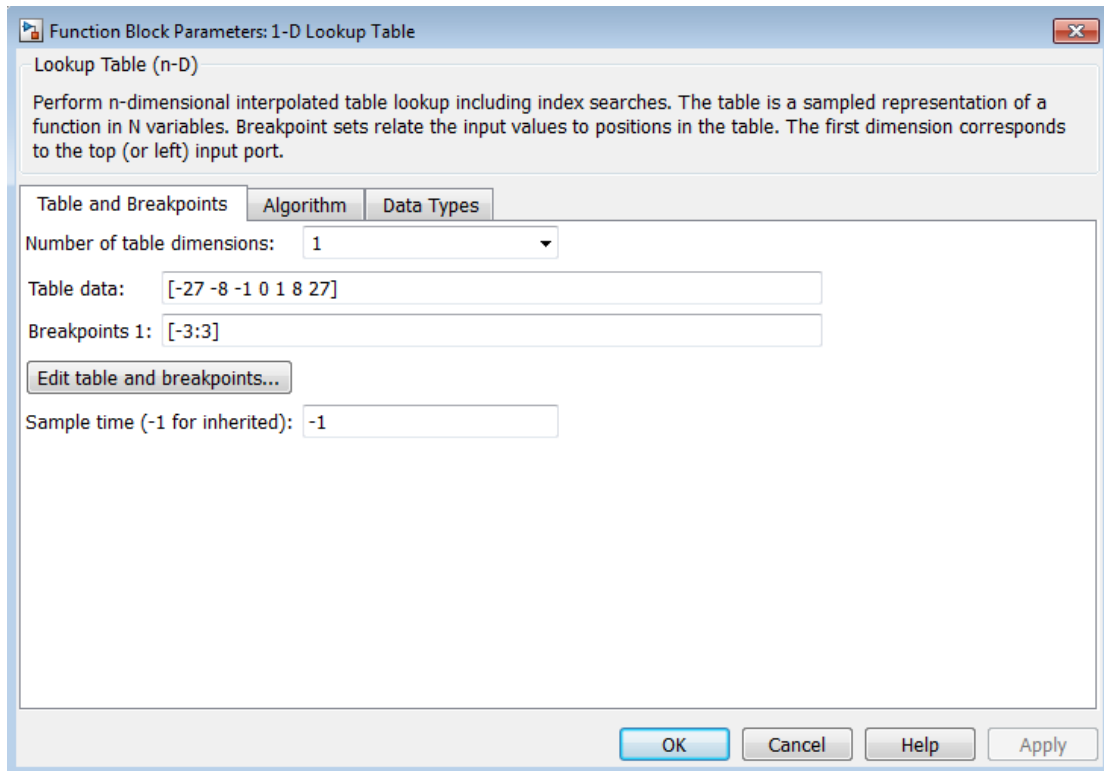 Function Block Parameters: 1-D Lookup Table
Lookup Table (n-D)
Perform n-dimensional interpolated table lookup including index searches. The table is a sampled representation of a
function in N variables. Breakpoint sets relate the input values to positions in the table. The first dimension corresponds
to the top (or left) input port.
Table and Breakpoints Algorithm Data Types
Number of table dimensions: 1
Table data: [-27 -8 -1 0 1 8 27]
Breakpoints 1: [-3:3]
Edit table and breakpoints...
Sample time (-1 for inherited): -1
OK Cancel Help Apply